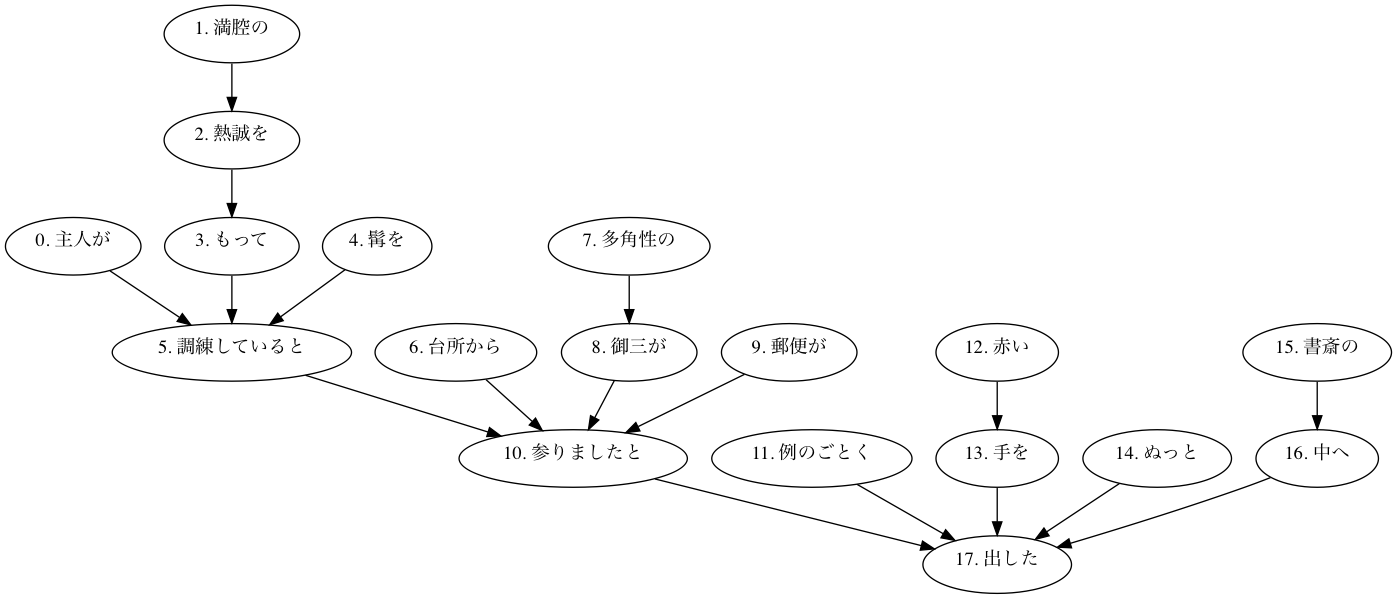 1. 満腔の
2. 熱誠を
0. 主人が
3. もって
4. 髯を
7. 多角性の
5. 調練していると
6. 台所から
8. 御三が
9. 郵便が
12. 赤い
15. 書斎の
10. 参りましたと
11. 例のごとく
13. 手を
14. ぬっと
16. 中へ
17. 出した